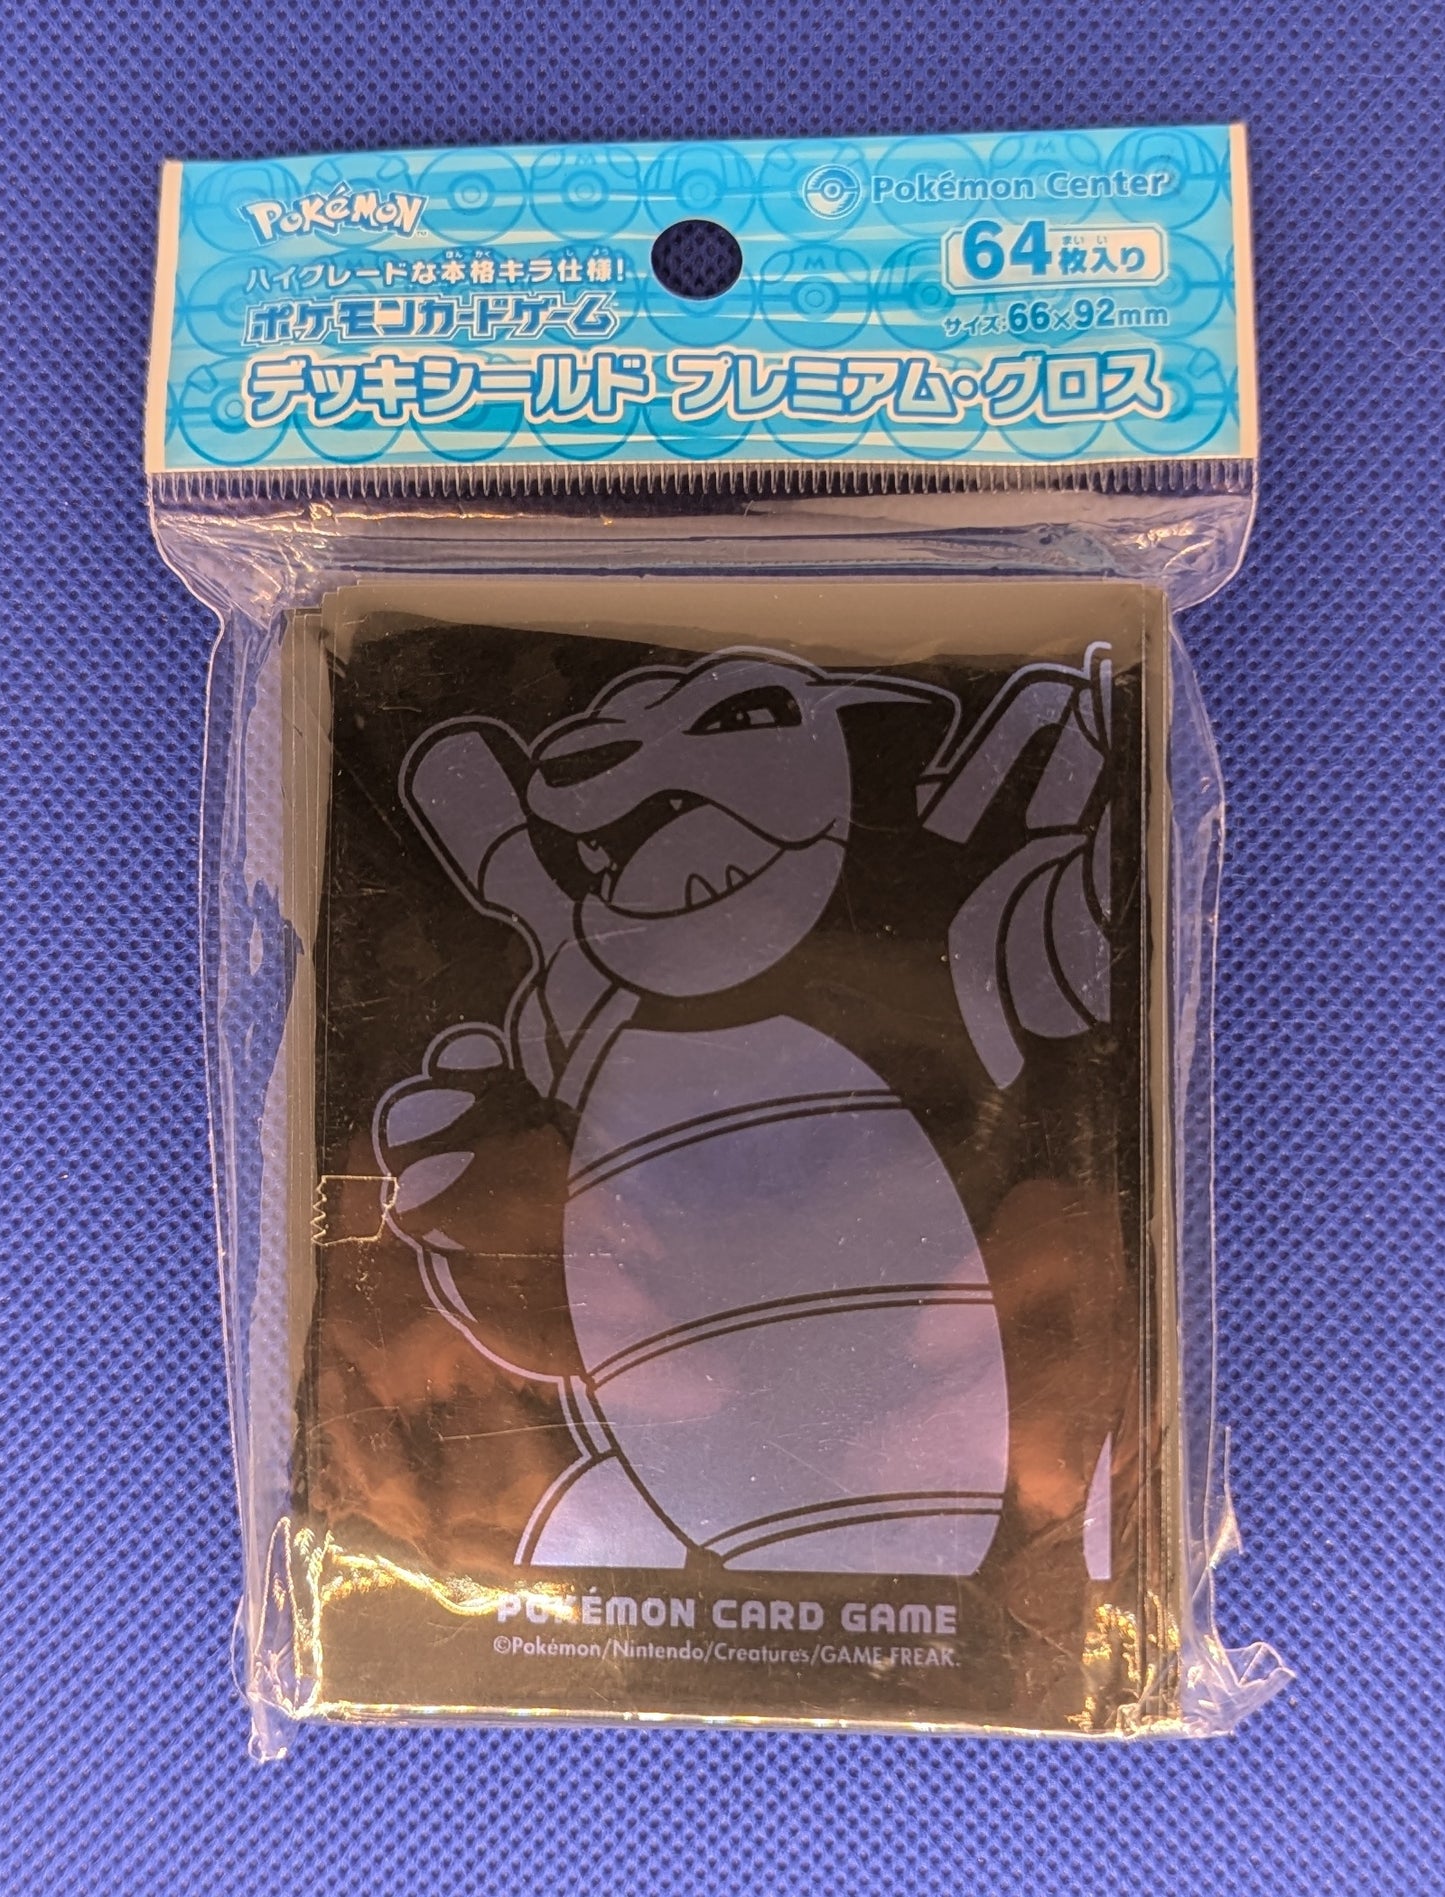 Pokémon
Pokémon Center
ハイグレードな本格キラ仕様!
64枚入り
ポケモンカードゲーム
サイズ:66×92mm
デッキシールド プレミアム・グロス
POKÉMON CARD GAME
©Pokémon/Nintendo/Creatures/GAME FREAK.